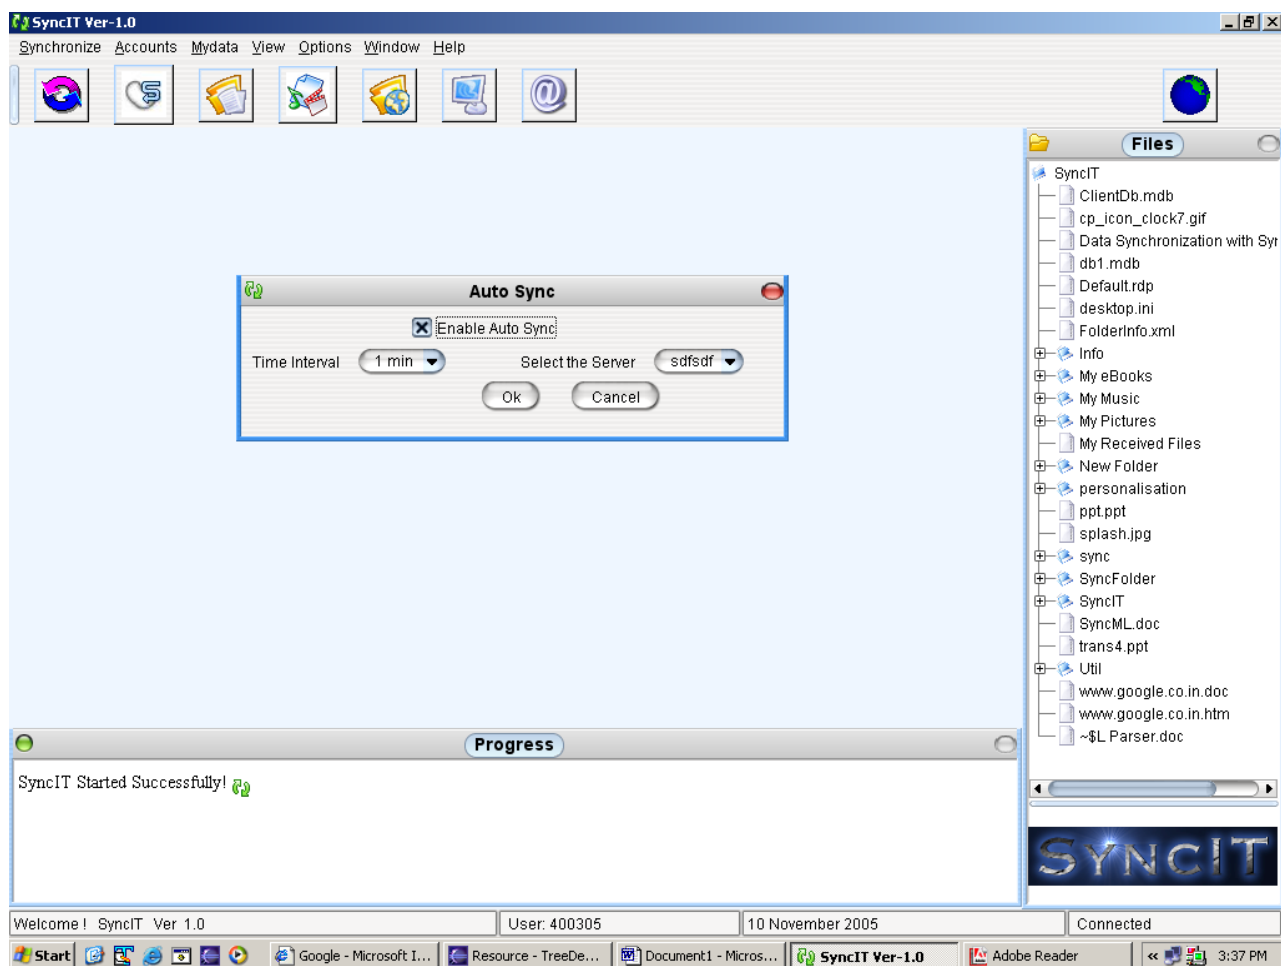 SyncIT Ver-1.0
Synchronize Accounts Mydata View Options Window Help
Files
SyncIT
ClientDb.mdb
cp_icon_clock7.gif
Data Synchronization with Syn
db1.mdb
Default.rdp
desktop.ini
FolderInfo.xml
Info
My eBooks
My Music
My Pictures
My Received Files
New Folder
personalisation
ppt.ppt
splash.jpg
sync
SyncFolder
SyncIT
SyncML.doc
trans4.ppt
Util
www.google.co.in.doc
www.google.co.in.htm
~$L Parser.doc
Auto Sync
Enable Auto Sync
Time Interval 1 min Select the Server sdfsdf
Ok Cancel
Progress
SyncIT Started Successfully!
SYNCIT
Welcome ! SyncIT Ver 1.0 User: 400305 10 November 2005 Connected
Start Google - Microsoft I... Resource - TreeDe... Document1 - Micros... SyncIT Ver-1.0 Adobe Reader « 3:37 PM